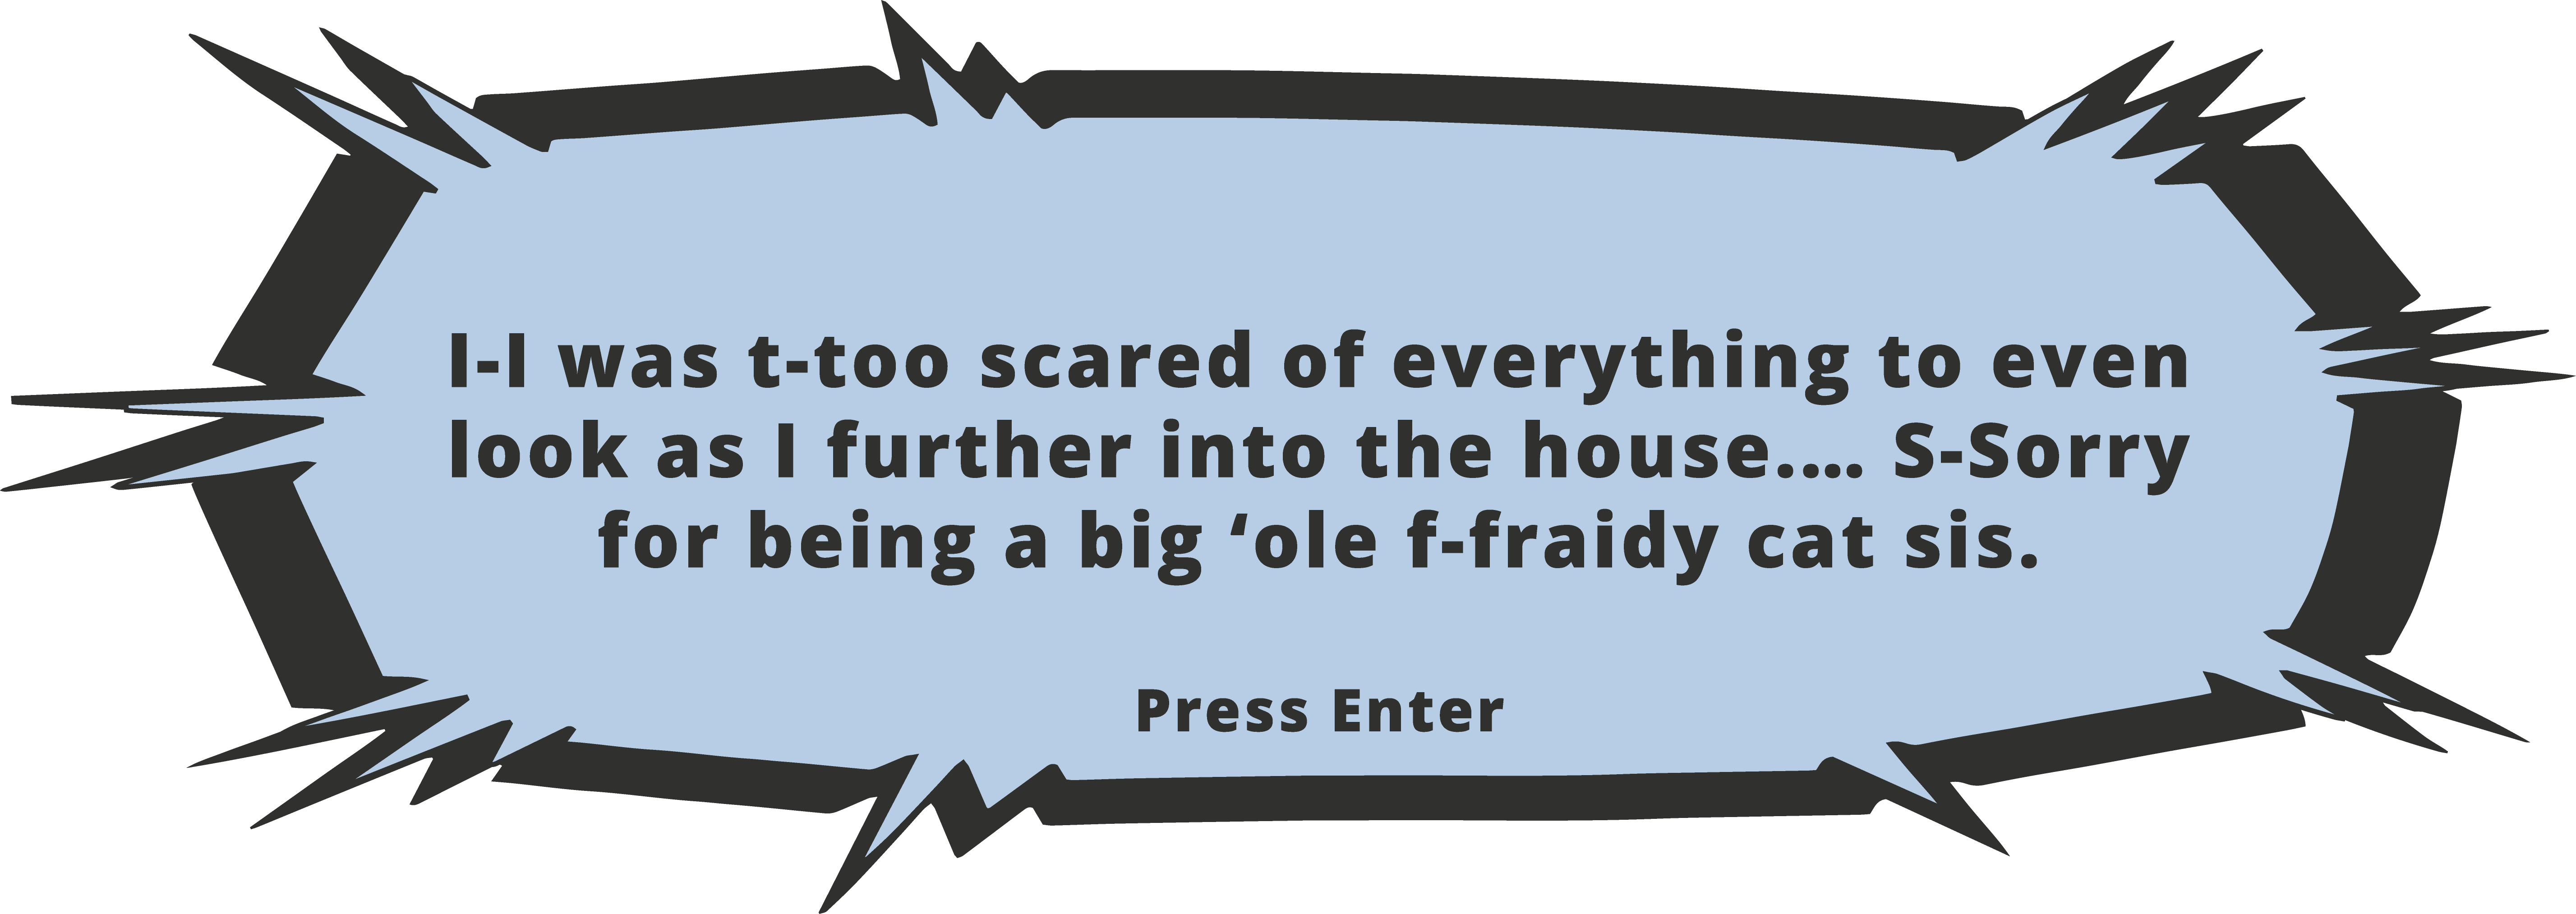 I-I was t-too scared of everything to even
look as I further into the house.... S-Sorry
for being a big ‘ole f-fraidy cat sis.
Press Enter